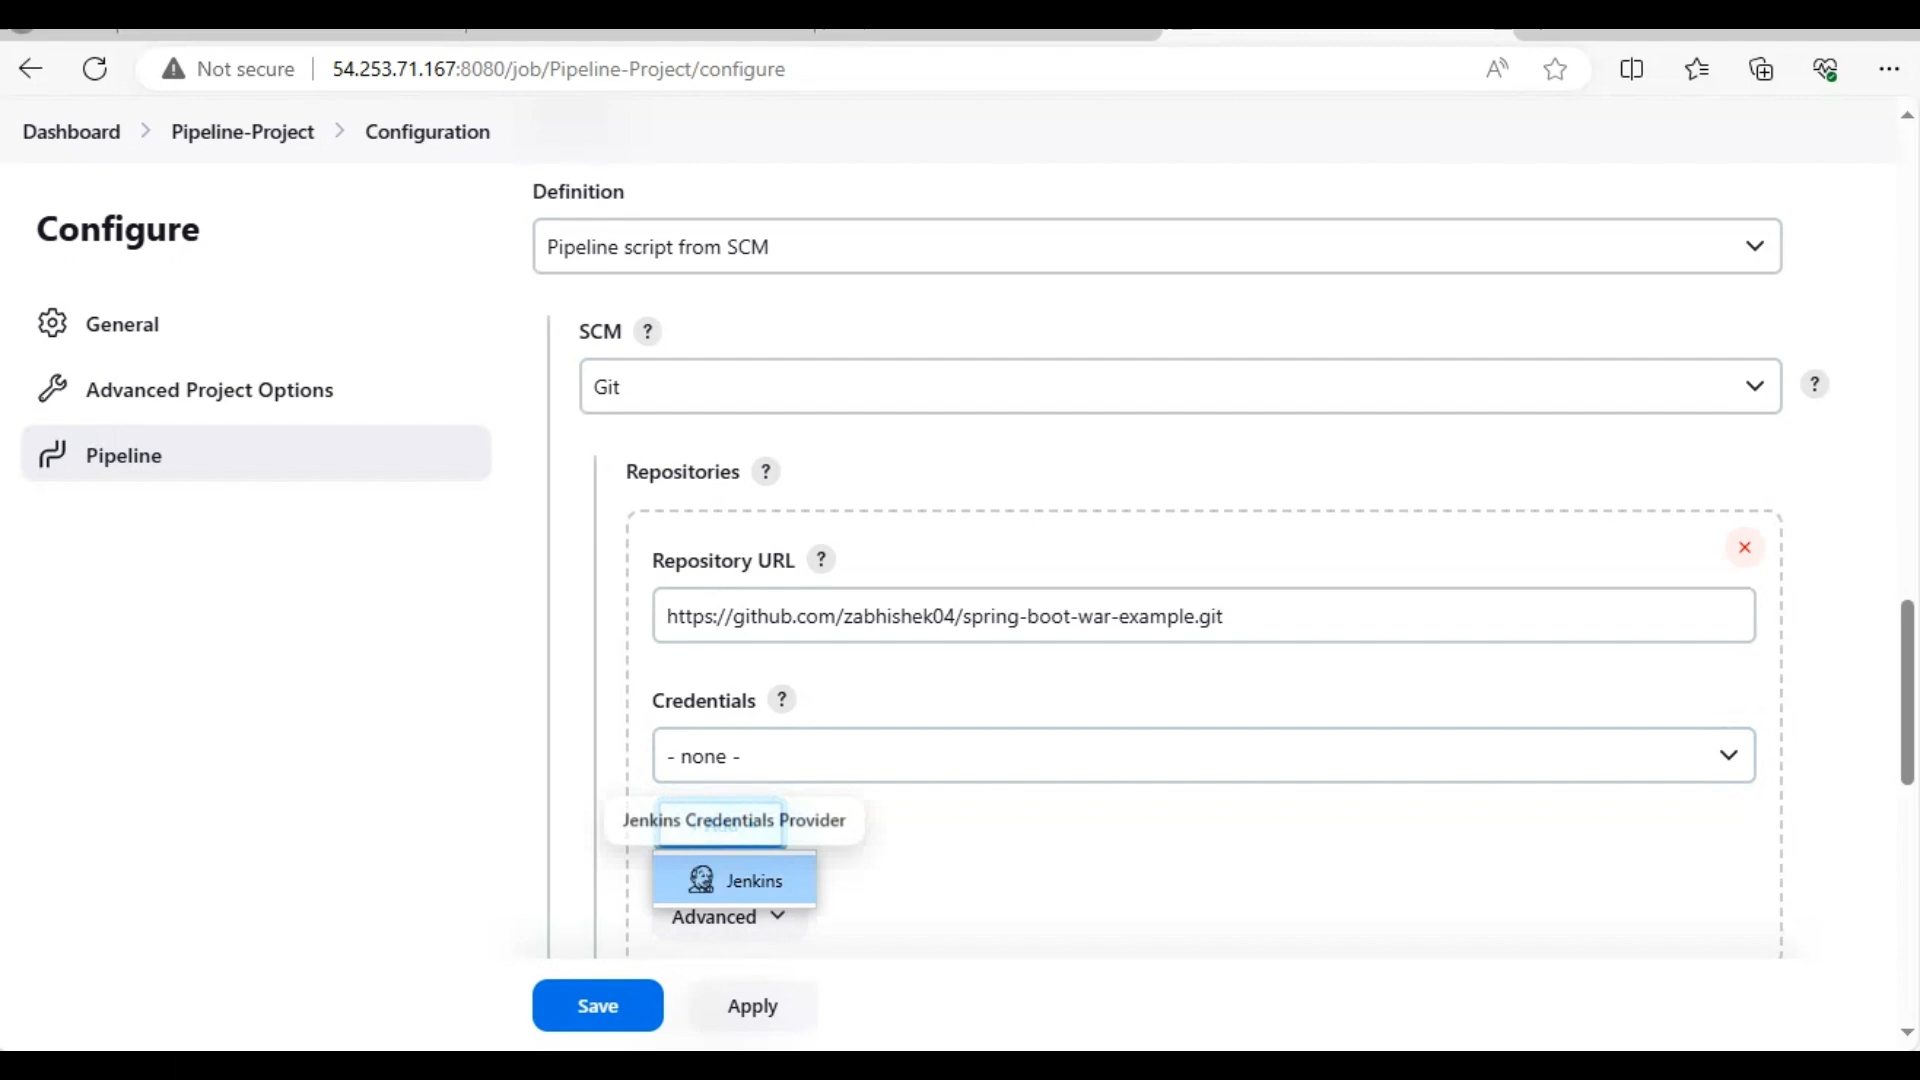 Not secure
54.253.71.167:8080/job/Pipeline-Project/configure
Dashboard > Pipeline-Project > Configuration
Configure
General
Advanced Project Options
Pipeline
Definition
Pipeline script from SCM
SCM ?
Git
?
Repositories ?
Repository URL ?
https://github.com/zabhishek04/spring-boot-war-example.git
Credentials ?
- none -
Jenkins Credentials Provider
Jenkins
Advanced
Save
Apply